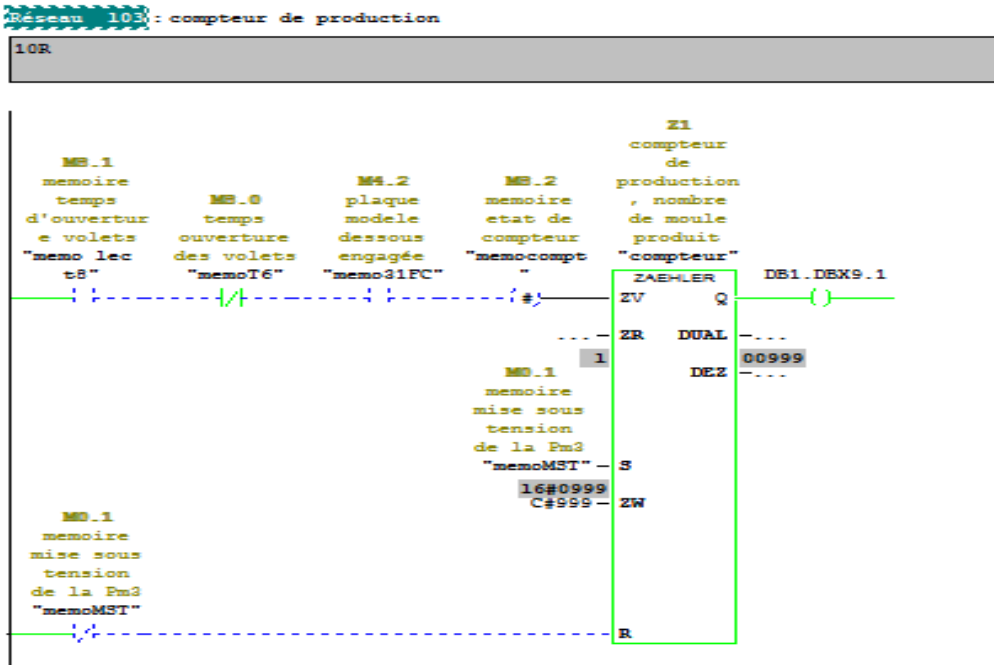 Réseau 103 : compteur de production
10R
Z1
compteur
de
production
, nombre
de moule
produit
"compteur"
M8.1
memoire
temps
d'ouvertur
e volets
"memo lec
t8"
M8.0
temps
ouverture
des volets
"memoT6"
M4.2
plaque
modele
dessous
engagée
"memo31FC"
M8.2
memoire
etat de
compteur
"memocompt
"
ZAEHLER
DB1.DBX9.1
#
ZV
Q
... ZR
DUAL ...
1
00999
DEZ ...
M0.1
memoire
mise sous
tension
de la Pm3
"memoMST"
S
16#0999
C#999
ZW
M0.1
memoire
mise sous
tension
de la Pm3
"memoMST"
R